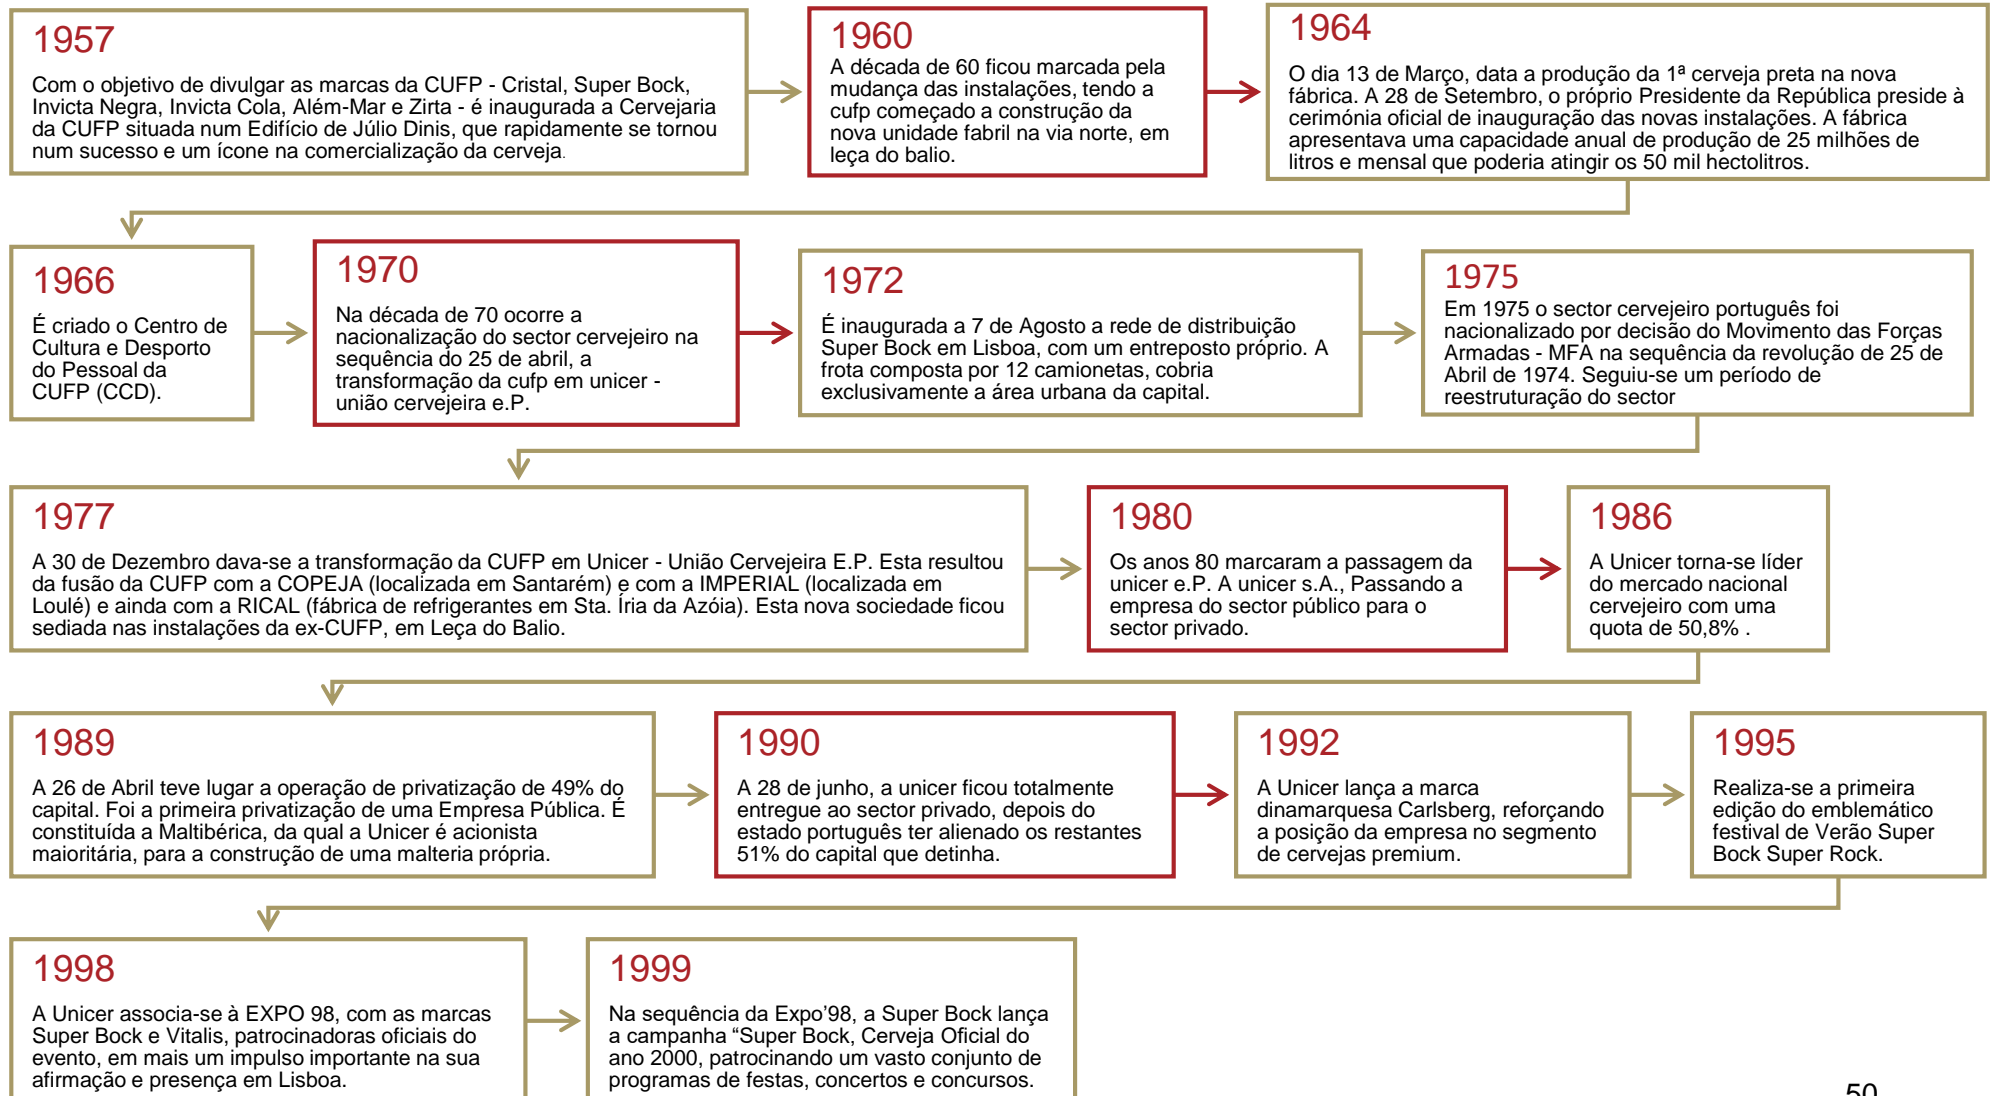 1957
Com o objetivo de divulgar as marcas da CUFP - Cristal, Super Bock,
Invicta Negra, Invicta Cola, Além-Mar e Zirta - é inaugurada a Cervejaria
da CUFP situada num Edifício de Júlio Dinis, que rapidamente se tornou
num sucesso e um ícone na comercialização da cerveja.
1960
A década de 60 ficou marcada pela
mudança das instalações, tendo a
cufp começado a construção da
nova unidade fabril na via norte, em
leça do balio.
1964
O dia 13 de Março, data a produção da 1ª cerveja preta na nova
fábrica. A 28 de Setembro, o próprio Presidente da República preside à
cerimónia oficial de inauguração das novas instalações. A fábrica
apresentava uma capacidade anual de produção de 25 milhões de
litros e mensal que poderia atingir os 50 mil hectolitros.
1966
É criado o Centro de
Cultura e Desporto
do Pessoal da
CUFP (CCD).
1970
Na década de 70 ocorre a
nacionalização do sector cervejeiro na
sequência do 25 de abril, a
transformação da cufp em unicer -
união cervejeira e.P.
1972
É inaugurada a 7 de Agosto a rede de distribuição
Super Bock em Lisboa, com um entreposto próprio. A
frota composta por 12 camionetas, cobria
exclusivamente a área urbana da capital.
1975
Em 1975 o sector cervejeiro português foi
nacionalizado por decisão do Movimento das Forças
Armadas - MFA na sequência da revolução de 25 de
Abril de 1974. Seguiu-se um período de
reestruturação do sector
1977
A 30 de Dezembro dava-se a transformação da CUFP em Unicer - União Cervejeira E.P. Esta resultou
da fusão da CUFP com a COPEJA (localizada em Santarém) e com a IMPERIAL (localizada em
Loulé) e ainda com a RICAL (fábrica de refrigerantes em Sta. Íria da Azóia). Esta nova sociedade ficou
sediada nas instalações da ex-CUFP, em Leça do Balio.
1980
Os anos 80 marcaram a passagem da
unicer e.P. A unicer s.A., Passando a
empresa do sector público para o
sector privado.
1986
A Unicer torna-se líder
do mercado nacional
cervejeiro com uma
quota de 50,8% .
1989
A 26 de Abril teve lugar a operação de privatização de 49% do
capital. Foi a primeira privatização de uma Empresa Pública. É
constituída a Maltibérica, da qual a Unicer é acionista
maioritária, para a construção de uma malteria própria.
1990
A 28 de junho, a unicer ficou totalmente
entregue ao sector privado, depois do
estado português ter alienado os restantes
51% do capital que detinha.
1992
A Unicer lança a marca
dinamarquesa Carlsberg, reforçando
a posição da empresa no segmento
de cervejas premium.
1995
Realiza-se a primeira
edição do emblemático
festival de Verão Super
Bock Super Rock.
1998
A Unicer associa-se à EXPO 98, com as marcas
Super Bock e Vitalis, patrocinadoras oficiais do
evento, em mais um impulso importante na sua
afirmação e presença em Lisboa.
1999
Na sequência da Expo'98, a Super Bock lança
a campanha “Super Bock, Cerveja Oficial do
ano 2000, patrocinando um vasto conjunto de
programas de festas, concertos e concursos.
50